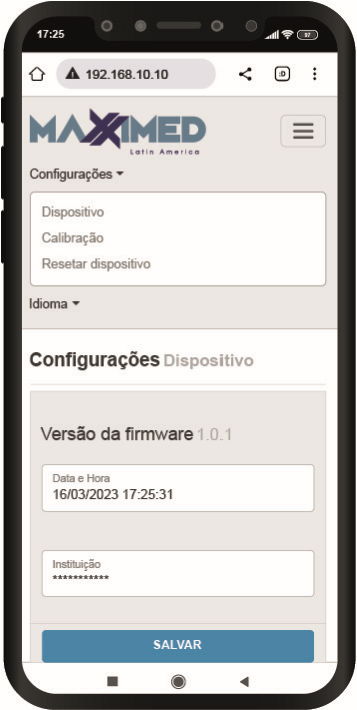 17:25
97
192.168.10.10
:D
MAXIMED
Latin America
Configurações
Dispositivo
Calibração
Resetar dispositivo
Idioma
Configurações Dispositivo
Versão da firmware 1.0.1
Data e Hora
16/03/2023 17:25:31
Instituição
***********
SALVAR